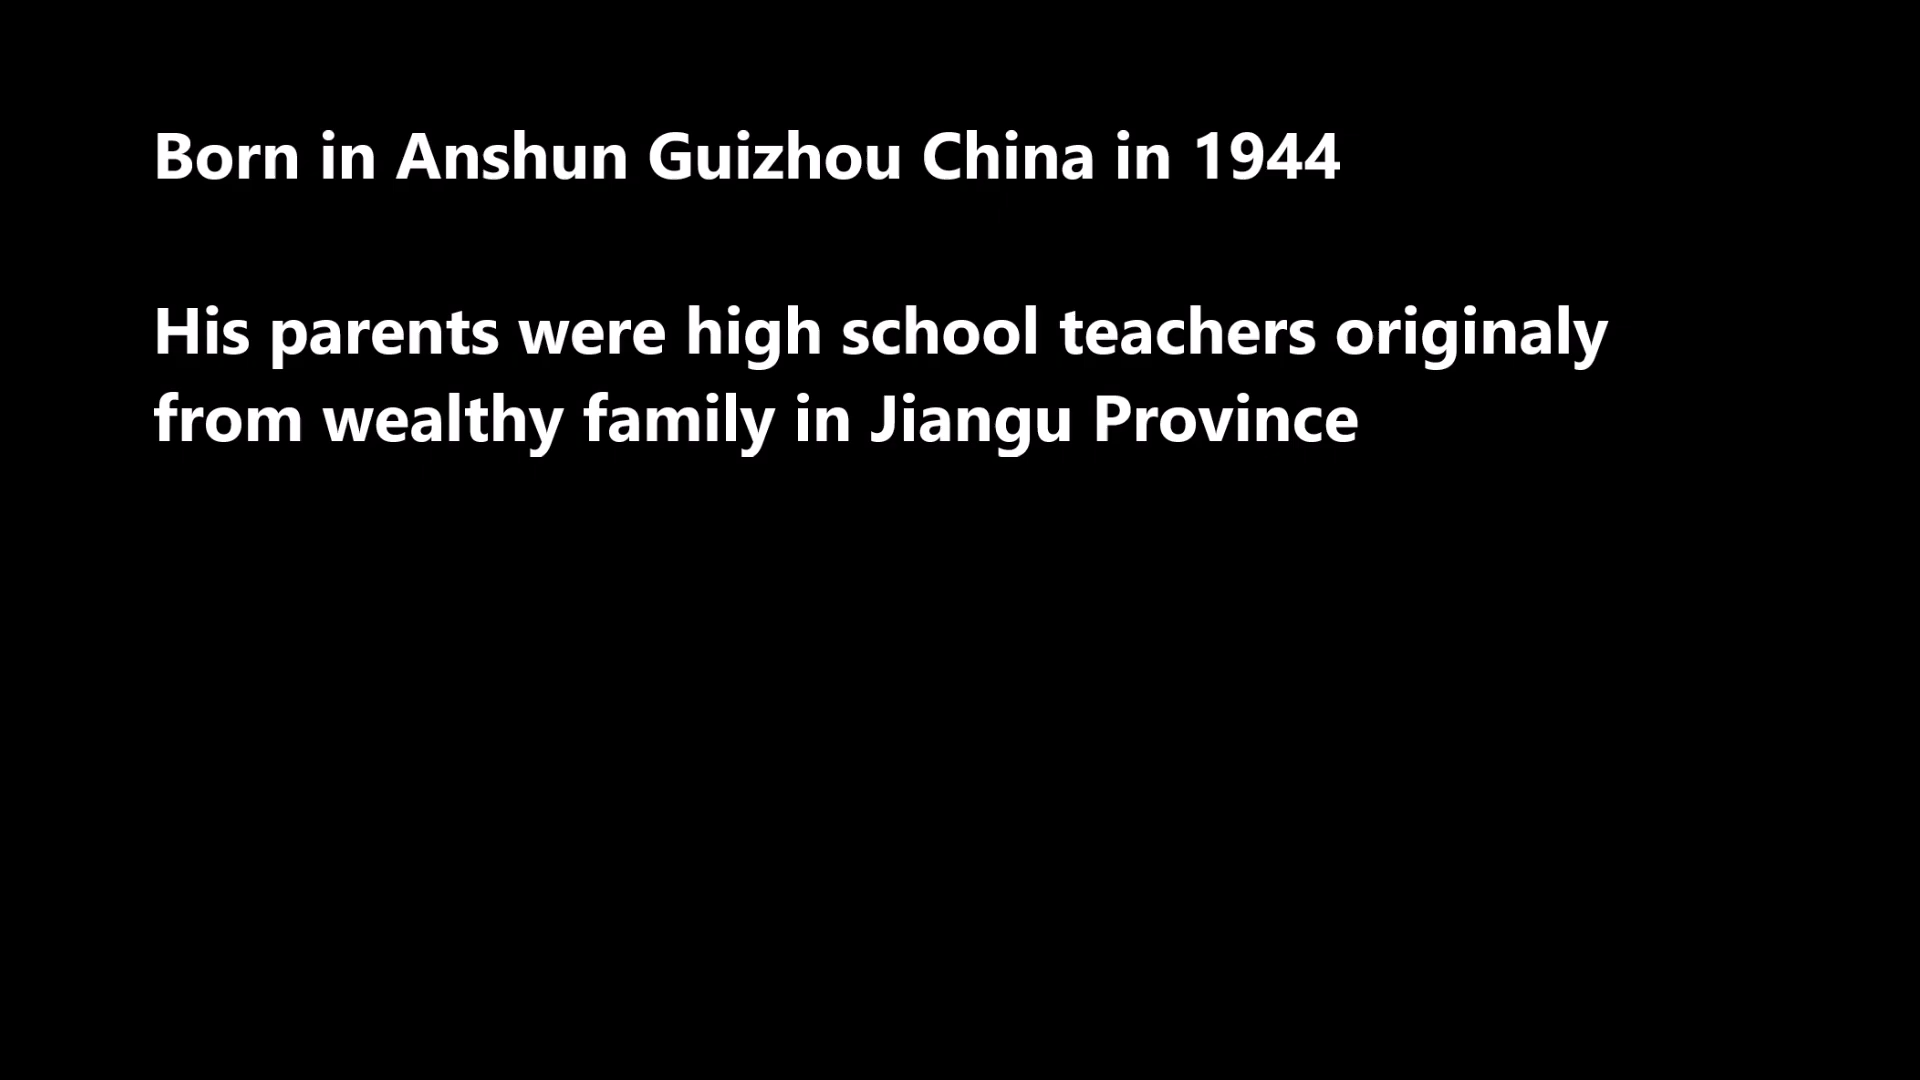 Born in Anshun Guizhou China in 1944
His parents were high school teachers originaly
from wealthy family in Jiangu Province